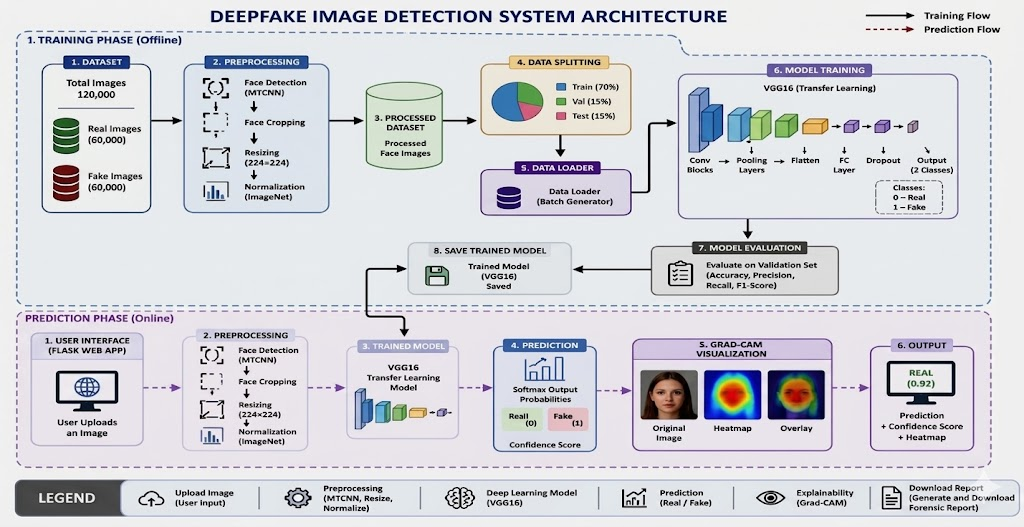 DEEPFAKE IMAGE DETECTION SYSTEM ARCHITECTURE
Training Flow
Prediction Flow
1. TRAINING PHASE (Offline)
1. DATASET
Total Images
120,000
Real Images
(60,000)
Fake Images
(60,000)
2. PREPROCESSING
Face Detection
(MTCNN)
Face Cropping
Resizing
(224=224)
Normalization
(ImageNet)
3. PROCESSED
DATASET
Processed
Face Images
4. DATA SPLITTING
Train (70%)
Val (15%)
Test (15%)
S. DATA LOADER
Data Loader
(Batch Generator)
6. MODEL TRAINING
VGG16 (Transfer Learning)
Conv
Blocks
Pooling
Layers
Flatten
FC
Layer
Dropout
Output
(2 Classes)
Classes:
0 – Real
1 – Fake
7. MODEL EVALUATION
Evaluate on Validation Set
(Accuracy, Precision,
Recall, F1-Score)
8. SAVE TRAINED MODEL
Trained Model
(VGG16)
Saved
PREDICTION PHASE (Online)
1. USER INTERFACE
(FLASK WEB APP)
User Uploads
an Image
2. PREPROCESSING
Face Detection
(MTCNN)
Face Cropping
Resizing
(224×224)
Normalization
(ImageNet)
3. TRAINED MODEL
VGG16
Transfer Learning
Model
4. PREDICTION
Softmax Output
Probabilities
Reall
(0)
Fake
(1)
Confidence Score
S. GRAD-CAM
VISUALIZATION
Original
Image
Heatmap
Overlay
6. OUTPUT
REAL
(0.92)
Prediction
+ Confidence Score
+ Heatmap
LEGEND
Upload Image
(User Input)
Preprocessing
(MTCNN, Resize,
Normalize)
Deep Learning Model
(VGG16)
Prediction
(Real / Fake)
Explainability
(Grad-CAM)
Download Report
(Generate and Download
Forensic Report)